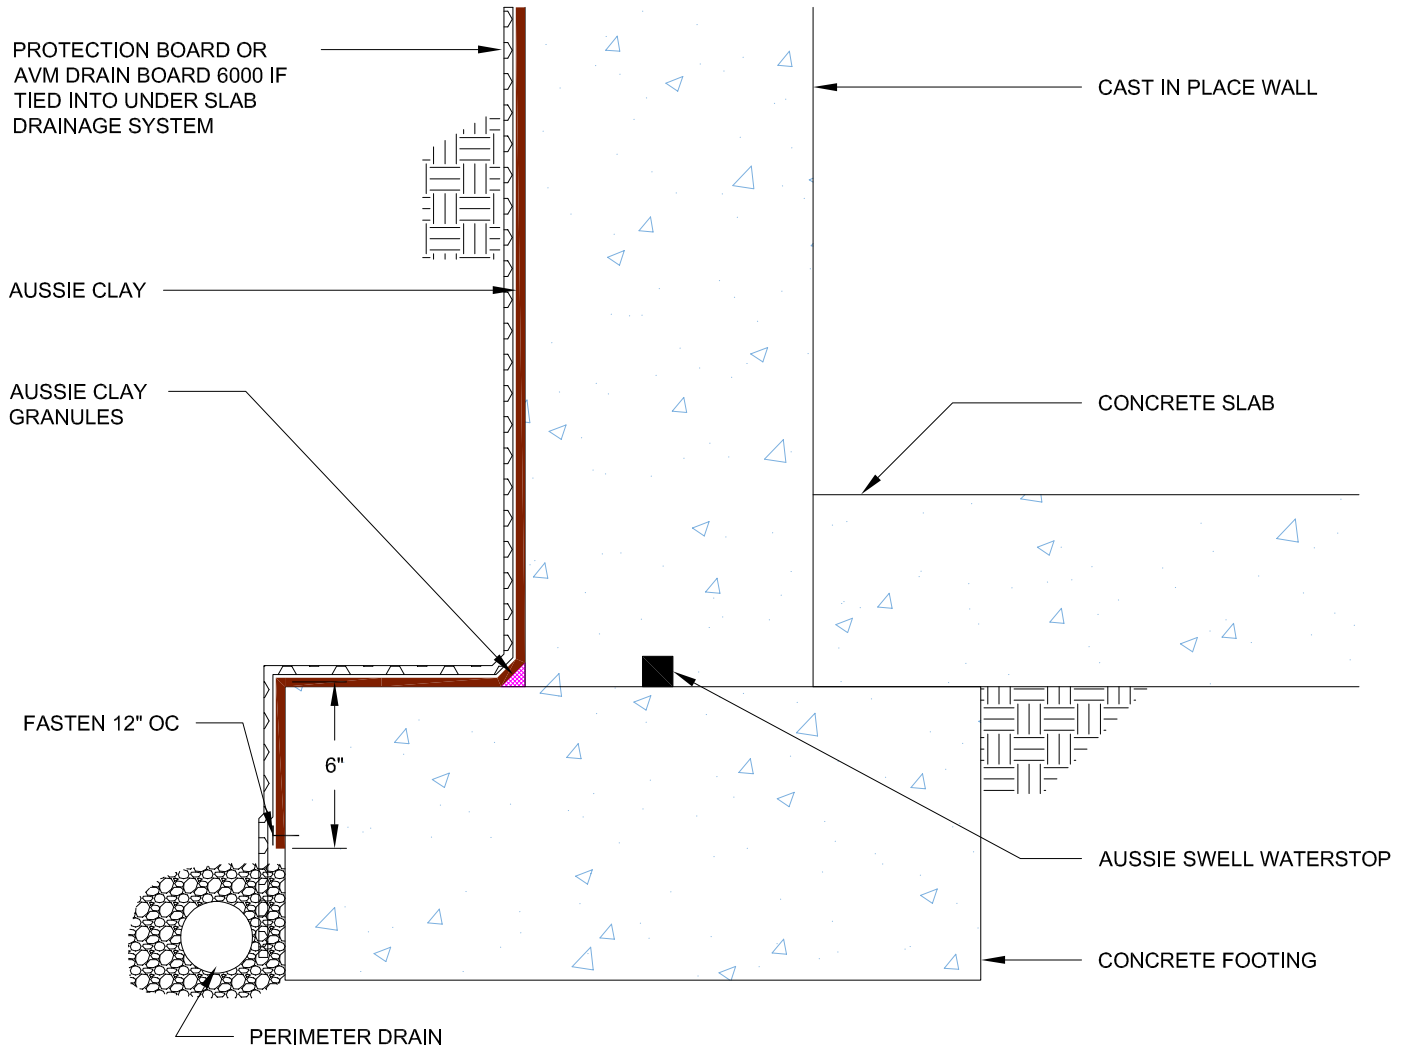 PROTECTION BOARD OR
AVM DRAIN BOARD 6000 IF
TIED INTO UNDER SLAB
DRAINAGE SYSTEM
CAST IN PLACE WALL
AUSSIE CLAY
AUSSIE CLAY
GRANULES
CONCRETE SLAB
FASTEN 12" OC
6"
AUSSIE SWELL WATERSTOP
CONCRETE FOOTING
PERIMETER DRAIN